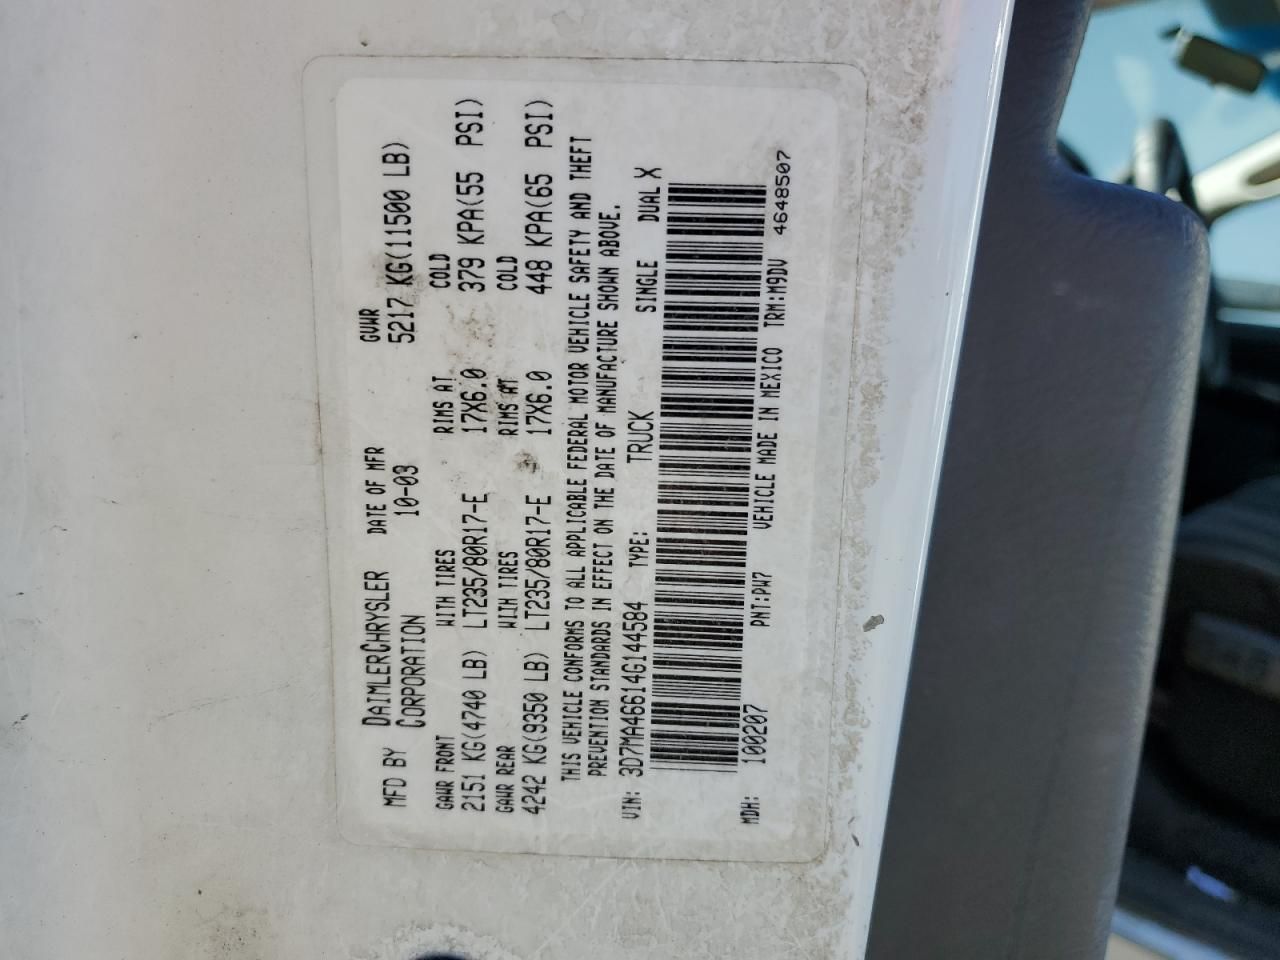 MFD BY DAIMLERCHRYSLER CORPORATION DATE OF MFR 10-03 GVWR 5217 KG(11500 LB)
GAWR FRONT WITH TIRES RIMS AT COLD
2151 KG(4740 LB) LT235/80R17-E 17X6.0 379 KPA(55 PSI)
GAWR REAR WITH TIRES RIMS AT COLD
4242 KG(9350 LB) LT235/80R17-E 17X6.0 448 KPA(65 PSI)
THIS VEHICLE CONFORMS TO ALL APPLICABLE FEDERAL MOTOR VEHICLE SAFETY AND THEFT
PREVENTION STANDARDS IN EFFECT ON THE DATE OF MANUFACTURE SHOWN ABOVE.
VIN: 3D7MA46614G144584 TYPE: TRUCK SINGLE DUAL X
MDH: 100207 PNT:PW7 VEHICLE MADE IN MEXICO TRM:M9DV 4648507